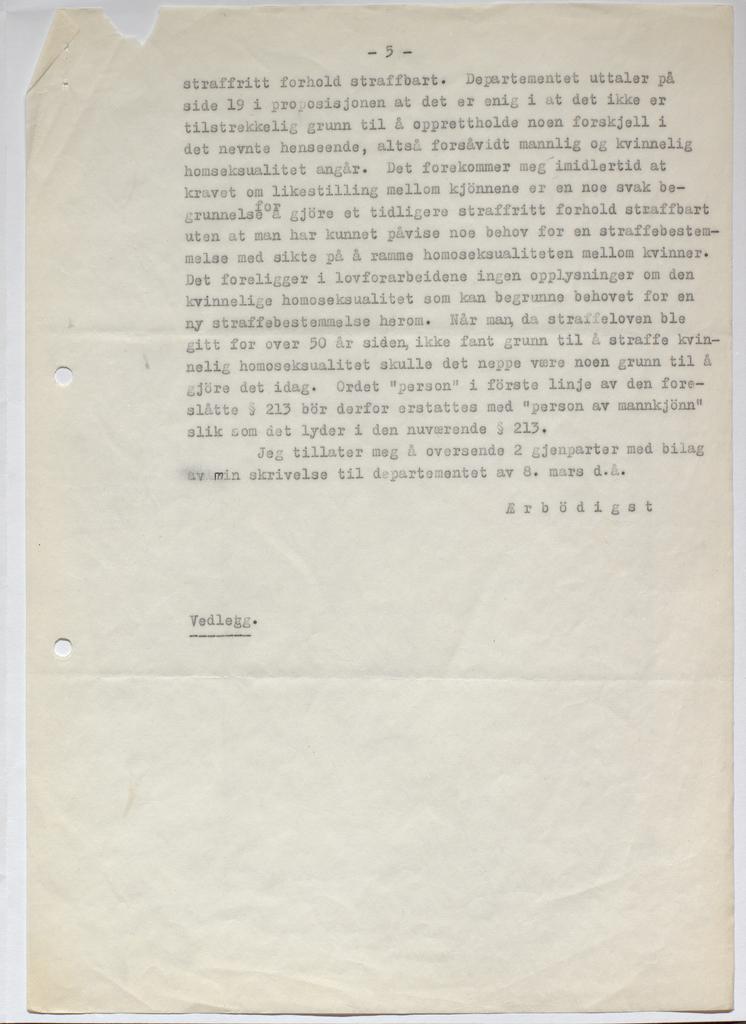 - 5 -
straffritt forhold straffbart. Departementet uttaler på
side 19 i proposisjonen at det er enig i at det ikke er
tilstrekkelig grunn til å opprettholde noen forskjell i
det nevnte henseende, altså forsåvidt mannlig og kvinnelig
homseksualitet angår. Det forekommer meg imidlertid at
kravet om likestilling mellom kjönnene er en noe svak be-
grunnelse for å gjöre et tidligere straffritt forhold straffbart
uten at man har kunnet påvise noe behov for en straffebestem-
melse med sikte på å ramme homoseksualiteten mellom kvinner.
Det foreligger i lovforarbeidene ingen opplysninger om den
kvinnelige homoseksualitet som kan begrunne behovet for en
ny straffebestemmelse herom. Når man, da straffeloven ble
gitt for over 50 år siden, ikke fant grunn til å straffe kvin-
nelig homoseksualitet skulle det neppe være noen grunn til å
gjöre det idag. Ordet "person" i förste linje av den fore-
slåtte § 213 bör derfor erstattes med "person av mannkjönn"
slik som det lyder i den nuværende § 213.
Jeg tillater meg å oversende 2 gjenparter med bilag
av min skrivelse til departementet av 8. mars d.å.
Æ r b ö d i g s t
Vedlegg.